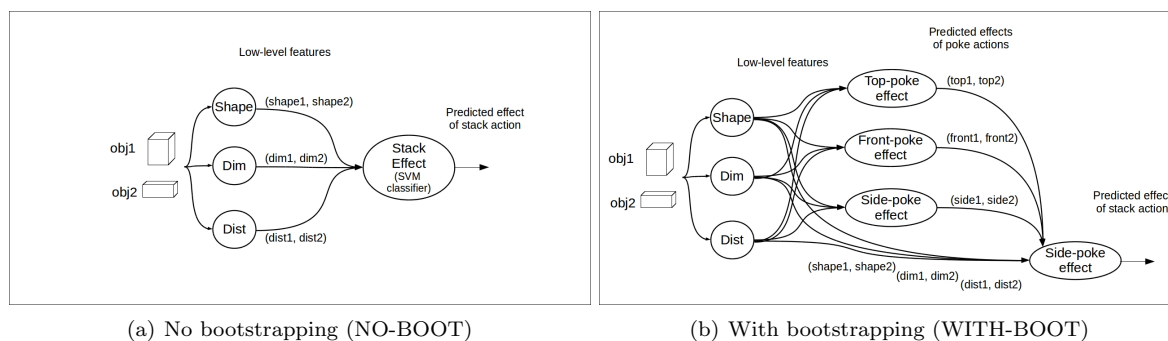 Low-level features
Shape
(shape1, shape2)
Predicted effect
of stack action
obj1
Dim
(dim1, dim2)
Stack
Effect
(SVM
classifier)
obj2
Dist
(dist1, dist2)
(a) No bootstrapping (NO-BOOT)
Predicted effects
of poke actions
Low-level features
Top-poke
effect
(top1, top2)
Shape
Front-poke
effect
(front1, front2)
obj1
Dim
Predicted effect
of stack action
obj2
Side-poke
effect
(side1, side2)
Dist
Side-poke
effect
(shape1, shape2)
(dim1, dim2)
(dist1, dist2)
(b) With bootstrapping (WITH-BOOT)